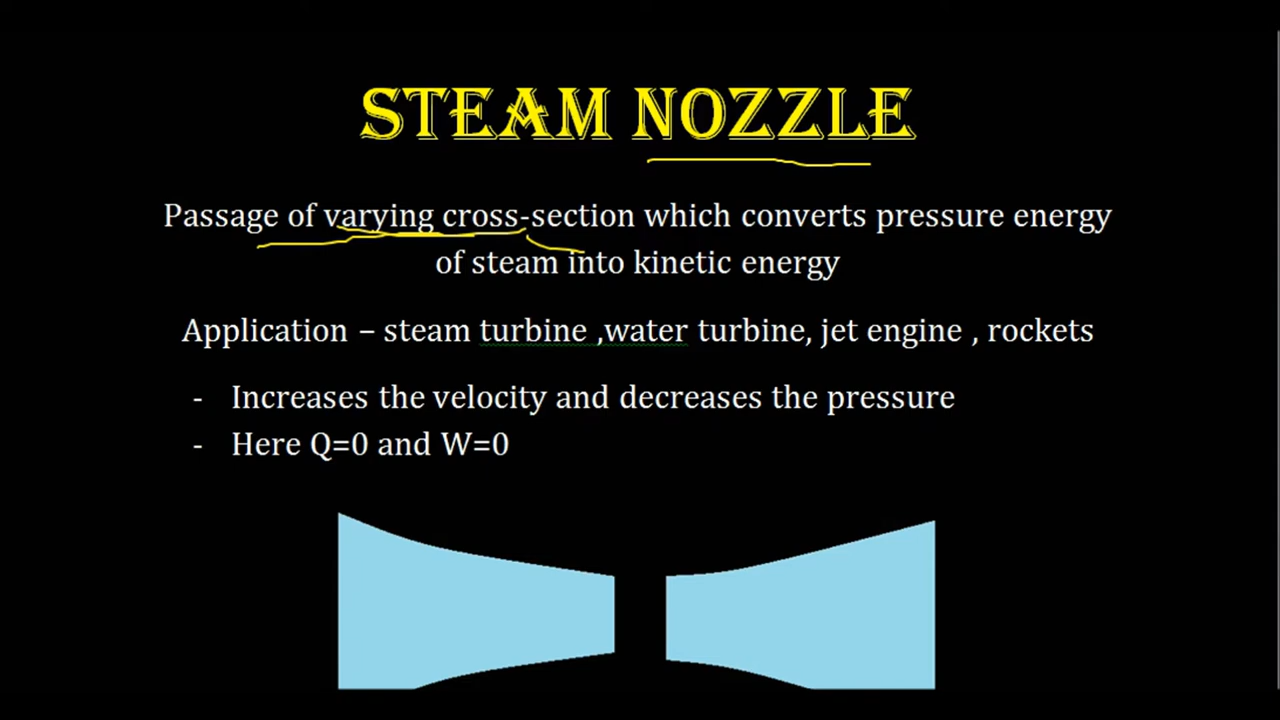 STEAM NOZZLE
Passage of varying cross-section which converts pressure energy
of steam into kinetic energy
Application – steam turbine ,water turbine, jet engine , rockets
- Increases the velocity and decreases the pressure
- Here Q=0 and W=0